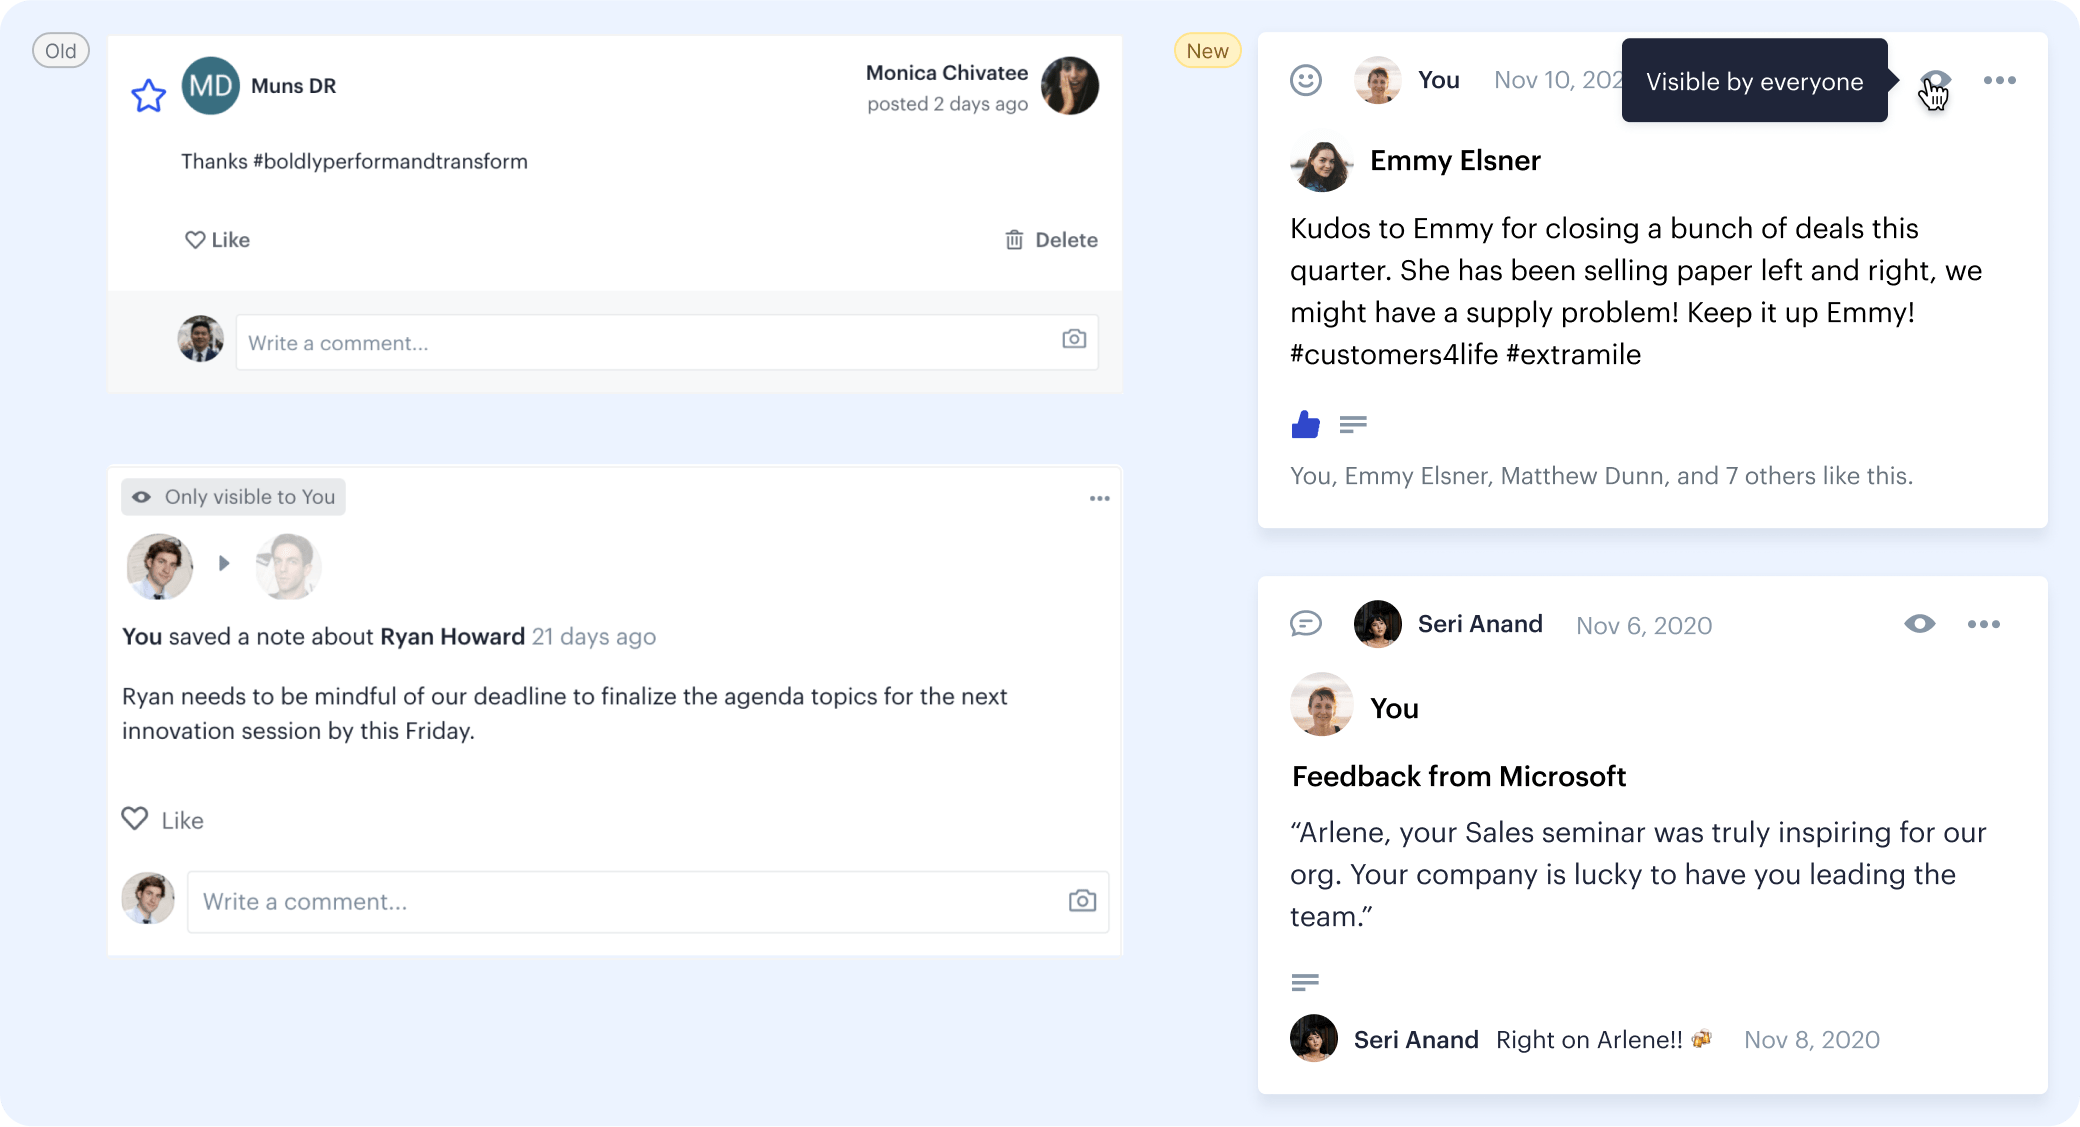 Old
MD
Muns DR
Monica Chivatee
posted 2 days ago
Thanks #boldlyperformandtransform
Like
Delete
Write a comment...
Only visible to You
You saved a note about Ryan Howard 21 days ago
Ryan needs to be mindful of our deadline to finalize the agenda topics for the next
innovation session by this Friday.
Like
Write a comment...
New
You
Nov 10, 202
Visible by everyone
Emmy Elsner
Kudos to Emmy for closing a bunch of deals this
quarter. She has been selling paper left and right, we
might have a supply problem! Keep it up Emmy!
#customers4life #extramile
You, Emmy Elsner, Matthew Dunn, and 7 others like this.
Seri Anand
Nov 6, 2020
You
Feedback from Microsoft
“Arlene, your Sales seminar was truly inspiring for our
org. Your company is lucky to have you leading the
team.”
Seri Anand Right on Arlene!! 🍻 Nov 8, 2020